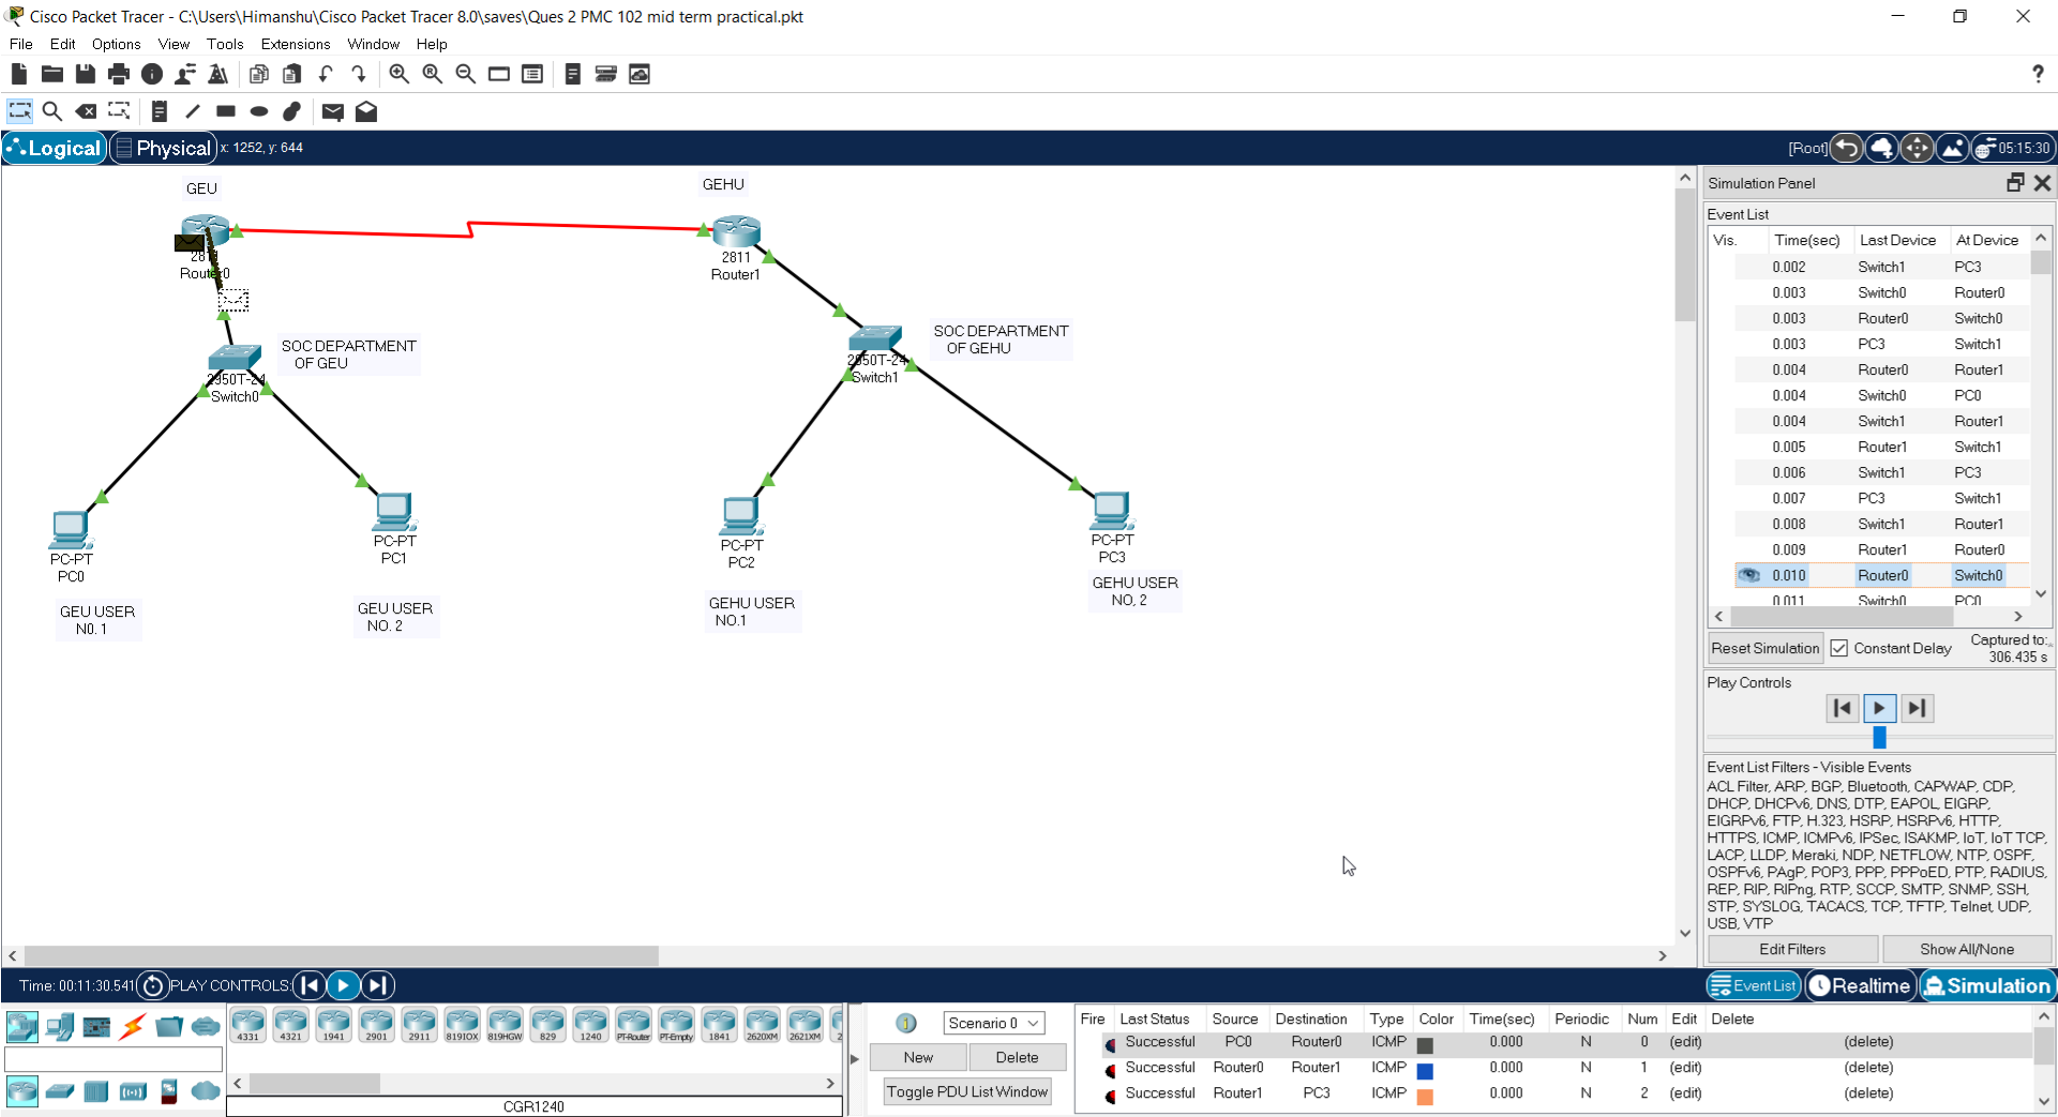 Cisco Packet Tracer - C:\Users\Himanshu\Cisco Packet Tracer 8.0\saves\Ques 2 PMC 102 mid term practical.pkt
File Edit Options View Tools Extensions Window Help
?
Logical Physical x: 1252, y: 644 [Root] 05:15:30
GEU
GEHU
Router0
2811
Router1
SOC DEPARTMENT
OF GEU
2950T-24
Switch0
SOC DEPARTMENT
OF GEHU
2950T-24
Switch1
PC-PT
PC0
GEU USER
N0. 1
PC-PT
PC1
GEU USER
NO. 2
PC-PT
PC2
GEHU USER
NO.1
PC-PT
PC3
GEHU USER
NO, 2
Simulation Panel
Event List
Vis. Time(sec) Last Device At Device
0.002 Switch1 PC3
0.003 Switch0 Router0
0.003 Router0 Switch0
0.003 PC3 Switch1
0.004 Router0 Router1
0.004 Switch0 PC0
0.004 Switch1 Router1
0.005 Router1 Switch1
0.006 Switch1 PC3
0.007 PC3 Switch1
0.008 Switch1 Router1
0.009 Router1 Router0
0.010 Router0 Switch0
0.011 Switch0 PC0
Reset Simulation Constant Delay Captured to:
306.435 s
Play Controls
Event List Filters - Visible Events
ACL Filter, ARP, BGP, Bluetooth, CAPWAP, CDP,
DHCP, DHCPv6, DNS, DTP, EAPOL, EIGRP,
EIGRPv6, FTP, H.323, HSRP, HSRPv6, HTTP,
HTTPS, ICMP, ICMPv6, IPSec, ISAKMP, IoT, IoT TCP,
LACP, LLDP, Meraki, NDP, NETFLOW, NTP, OSPF,
OSPFv6, PAgP, POP3, PPP, PPPoED, PTP, RADIUS,
REP, RIP, RIPng, RTP, SCCP, SMTP, SNMP, SSH,
STP, SYSLOG, TACACS, TCP, TFTP, Telnet, UDP,
USB, VTP
Edit Filters Show All/None
Time: 00:11:30.541 PLAY CONTROLS: Event List Realtime Simulation
4331 4321 1941 2901 2911 819IOX 819HGW 829 1240 PT-Router PT-Empty 1841 2620XM 2621XM 2
CGR1240
Scenario 0
New Delete
Toggle PDU List Window
Fire Last Status Source Destination Type Color Time(sec) Periodic Num Edit Delete
Successful PC0 Router0 ICMP 0.000 N 0 (edit) (delete)
Successful Router0 Router1 ICMP 0.000 N 1 (edit) (delete)
Successful Router1 PC3 ICMP 0.000 N 2 (edit) (delete)